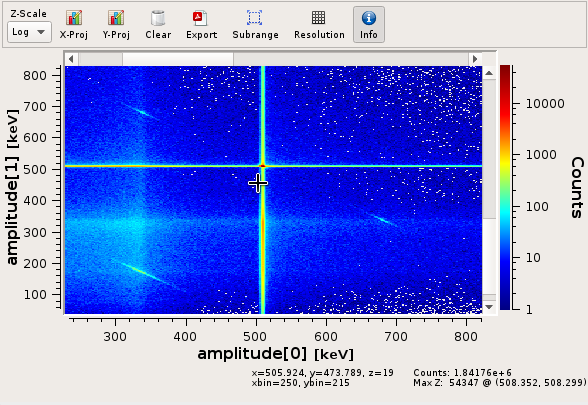 Z-Scale
Log
X-Proj
Y-Proj
Clear
Export
Subrange
Resolution
Info
amplitude[1] [keV]
800
700
600
500
400
300
200
100
300
400
500
600
700
800
amplitude[0] [keV]
10000
1000
100
10
1
Counts
x=505.924, y=473.789, z=19
xbin=250, ybin=215
Counts: 1.84176e+6
Max Z: 54347 @ (508.352, 508.299)